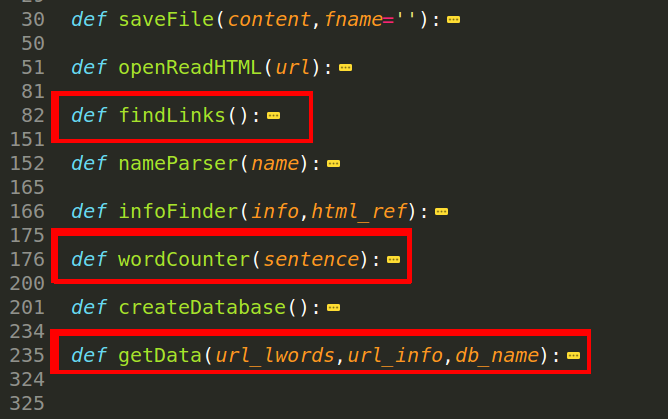 30 def saveFile(content,fname=''):
50
51 def openReadHTML(url):
81
82 def findLinks():
151
152 def nameParser(name):
165
166 def infoFinder(info,html_ref):
175
176 def wordCounter(sentence):
200
201 def createDatabase():
234
235 def getData(url_lwords,url_info,db_name):
324
325